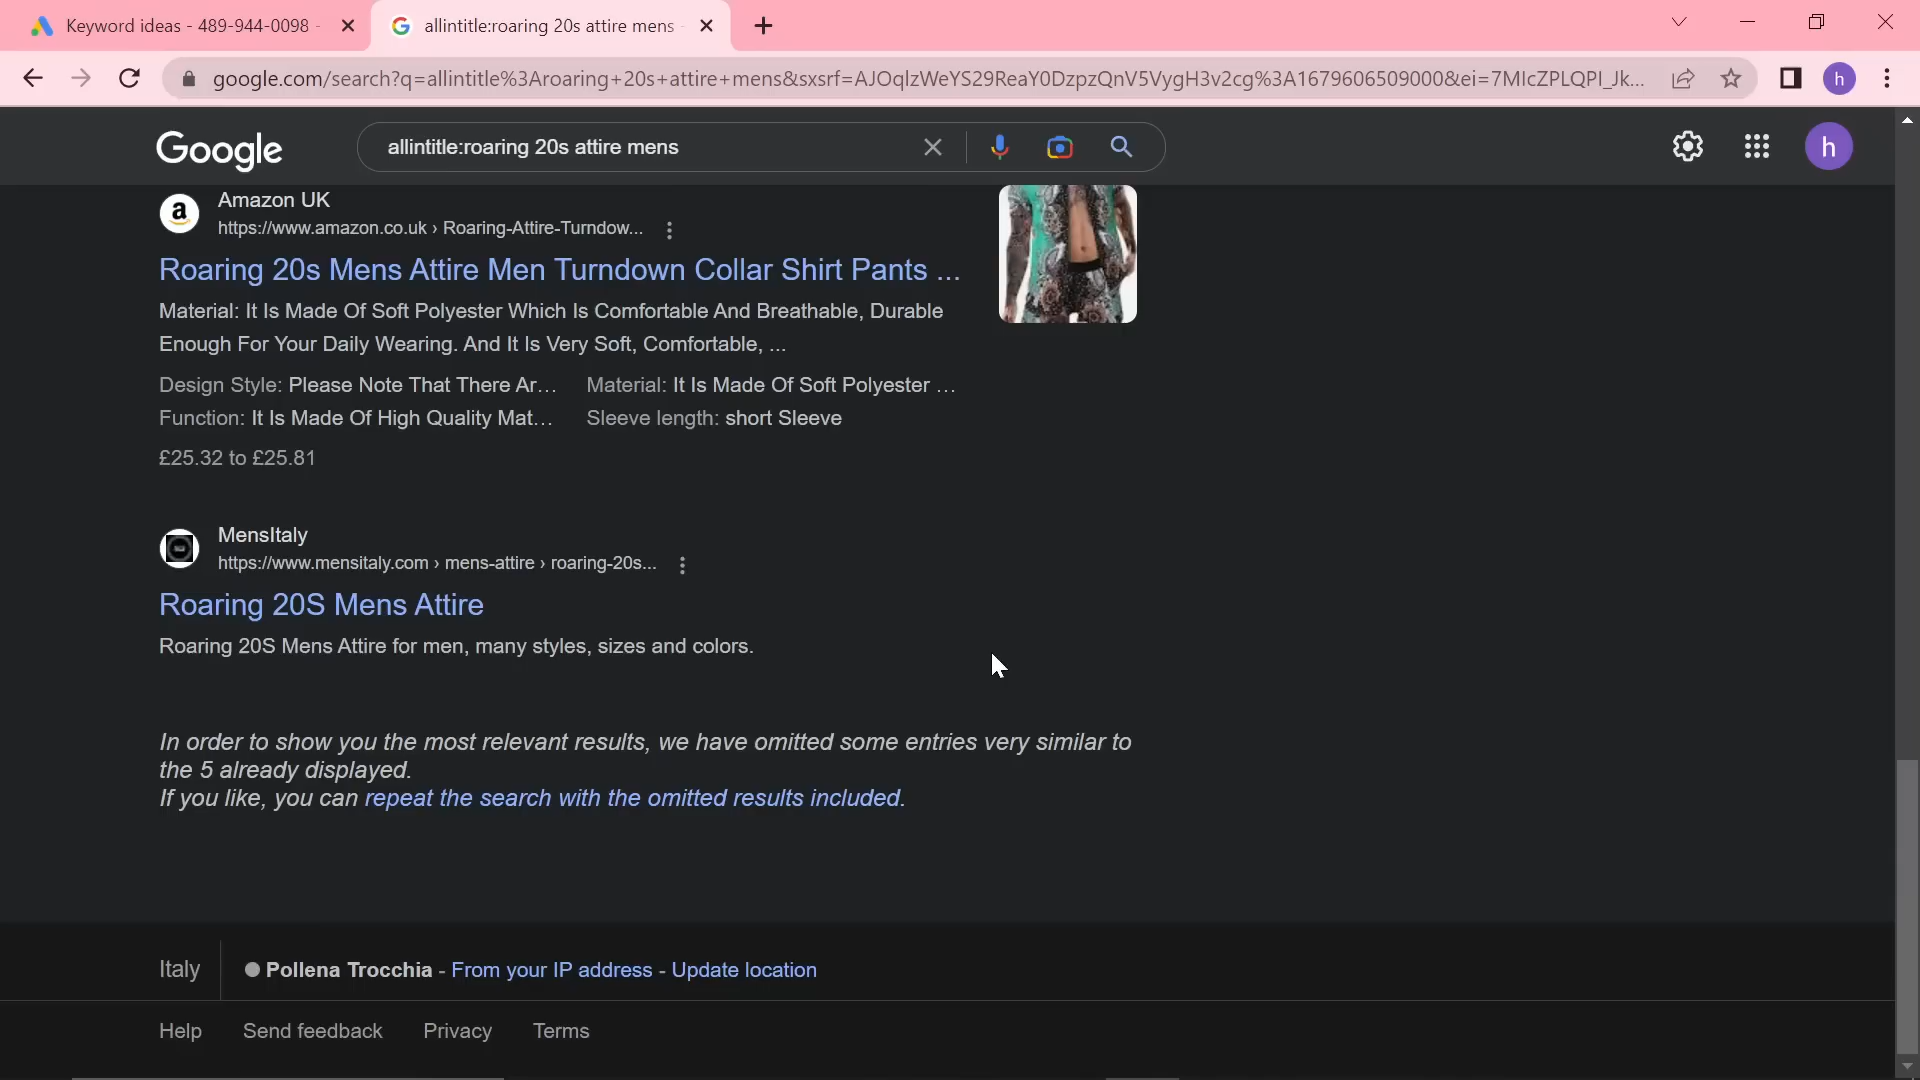 Keyword ideas - 489-944-0098 -
allintitle:roaring 20s attire mens -
google.com/search?q=allintitle%3Aroaring+20s+attire+mens&sxsrf=AJOqlzWeYS29ReaY0DzpzQnV5VygH3v2cg%3A1679606509000&ei=7MIcZPLQPI_Jk...
h
Google
allintitle:roaring 20s attire mens
h
a
Amazon UK
https://www.amazon.co.uk › Roaring-Attire-Turndow...
Roaring 20s Mens Attire Men Turndown Collar Shirt Pants ...
Material: It Is Made Of Soft Polyester Which Is Comfortable And Breathable, Durable
Enough For Your Daily Wearing. And It Is Very Soft, Comfortable, ...
Design Style: Please Note That There Ar... Material: It Is Made Of Soft Polyester ...
Function: It Is Made Of High Quality Mat... Sleeve length: short Sleeve
£25.32 to £25.81
MensItaly
https://www.mensitaly.com › mens-attire › roaring-20s...
Roaring 20S Mens Attire
Roaring 20S Mens Attire for men, many styles, sizes and colors.
In order to show you the most relevant results, we have omitted some entries very similar to
the 5 already displayed.
If you like, you can repeat the search with the omitted results included.
Italy
Pollena Trocchia - From your IP address - Update location
Help Send feedback Privacy Terms